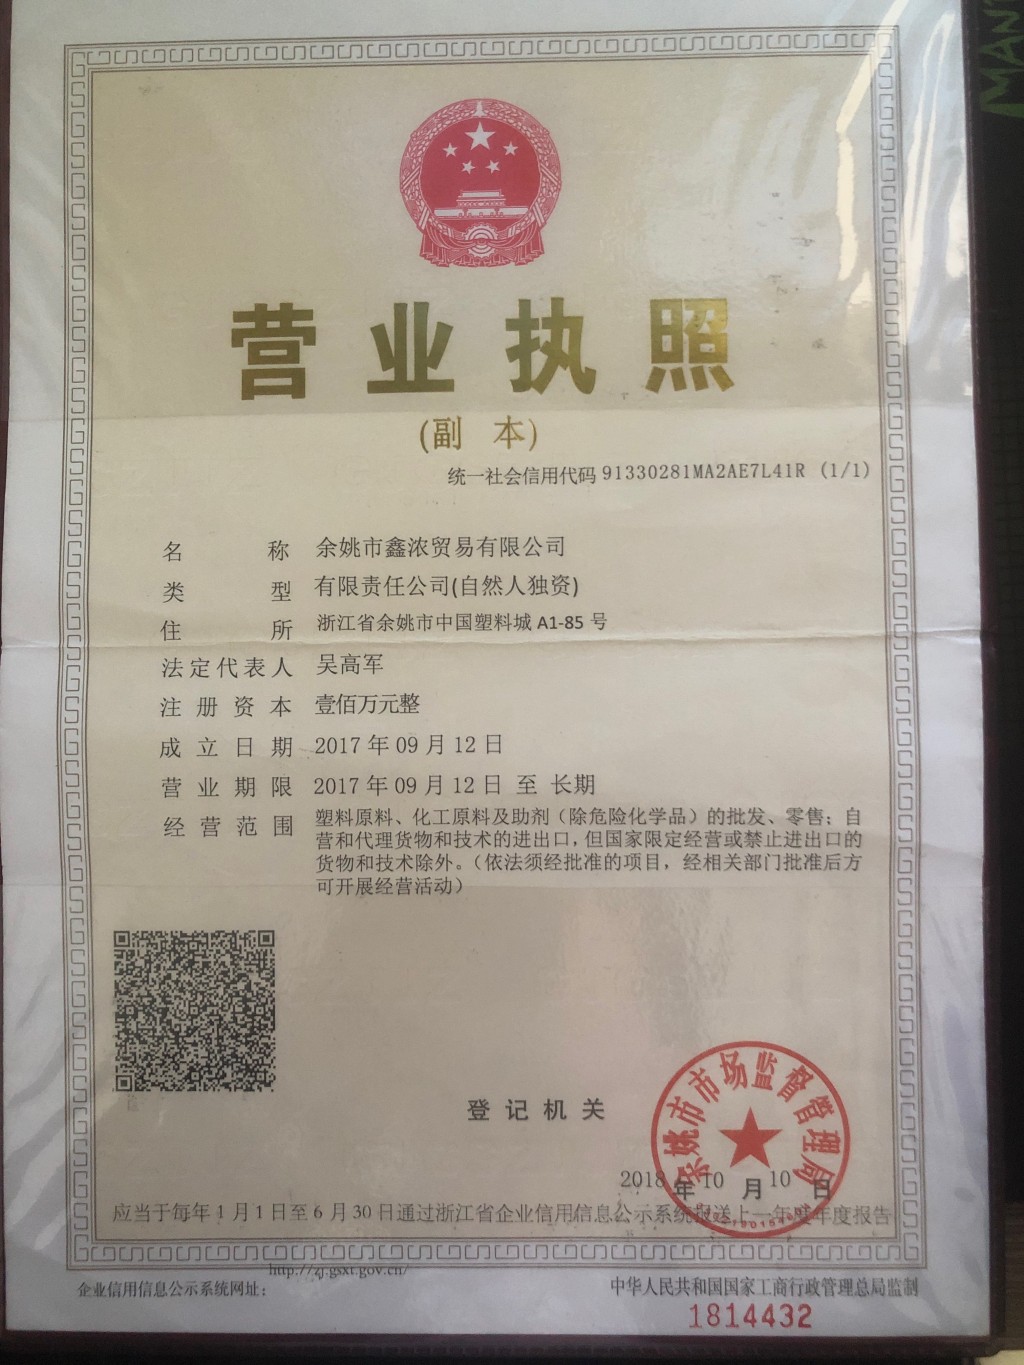 MANT
营业执照
(副 本)
统一社会信用代码 91330281MA2AE7L41R (1/1)
名 称 余姚市鑫浓贸易有限公司
类 型 有限责任公司(自然人独资)
住 所 浙江省余姚市中国塑料城 A1-85 号
法定代表人 吴高军
注册资本 壹佰万元整
成立日期 2017 年 09 月 12 日
营业期限 2017 年 09 月 12 日 至 长期
经营范围 塑料原料、化工原料及助剂（除危险化学品）的批发、零售；自
营和代理货物和技术的进出口，但国家限定经营或禁止进出口的
货物和技术除外。（依法须经批准的项目，经相关部门批准后方
可开展经营活动）
登记机关
余姚市市场监督管理局
2018 年 10 月 10 日
应当于每年 1 月 1 日至 6 月 30 日通过浙江省企业信用信息公示系统报送上一年度年度报告
企业信用信息公示系统网址： http://zj.gsxt.gov.cn/
中华人民共和国国家工商行政管理总局监制
1814432